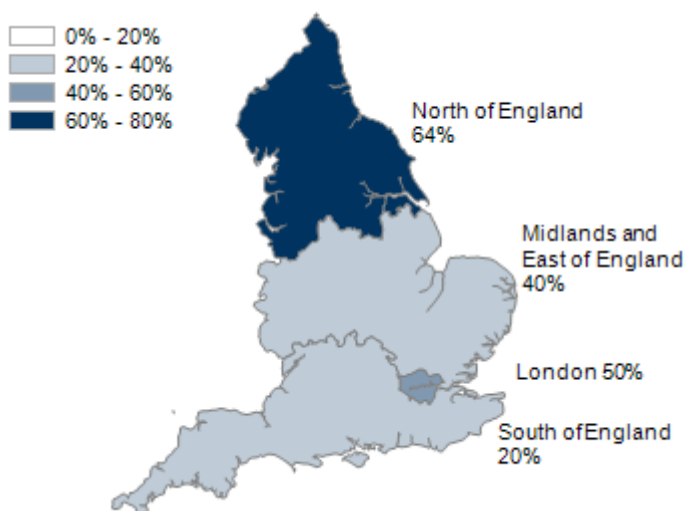 0% - 20%
20% - 40%
40% - 60%
60% - 80%
North of England
64%
Midlands and
East of England
40%
London 50%
South of England
20%